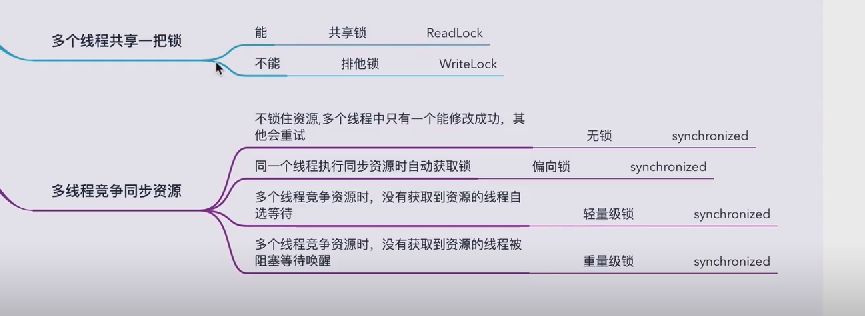 多个线程共享一把锁
能 共享锁 ReadLock
不能 排他锁 WriteLock
多线程竞争同步资源
不锁住资源,多个线程中只有一个能修改成功，其
他会重试 无锁 synchronized
同一个线程执行同步资源时自动获取锁 偏向锁 synchronized
多个线程竞争资源时，没有获取到资源的线程自
选等待 轻量级锁 synchronized
多个线程竞争资源时，没有获取到资源的线程被
阻塞等待唤醒 重量级锁 synchronized